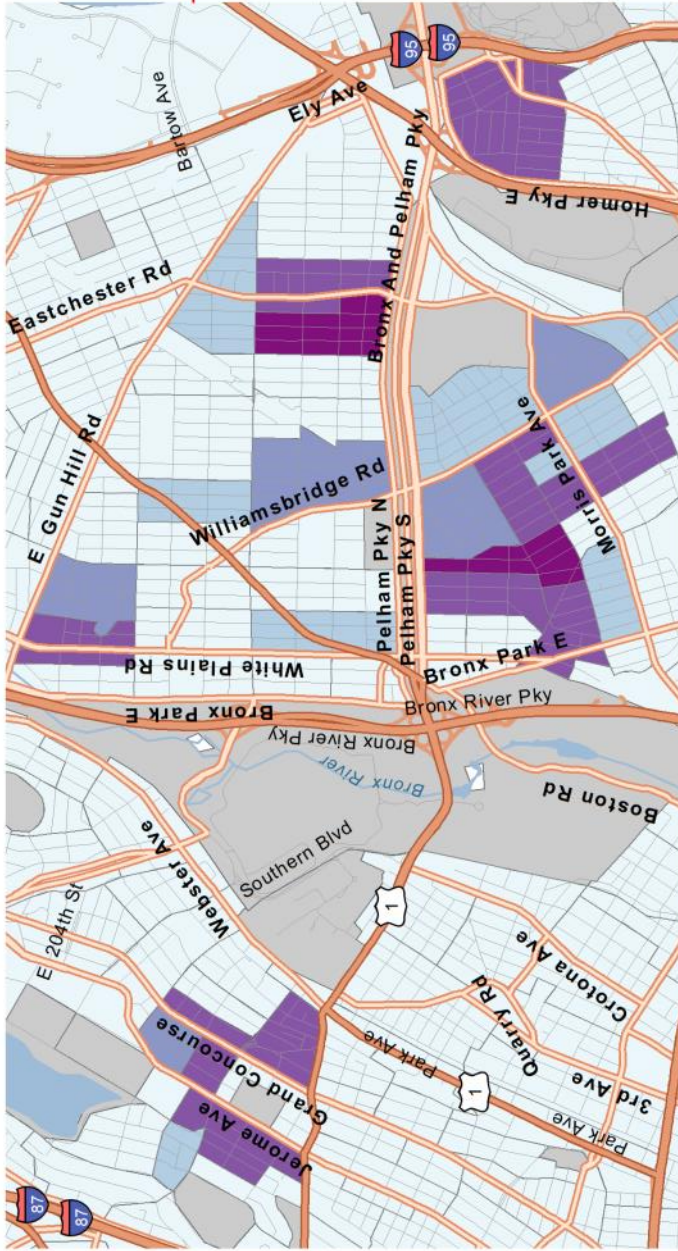 87
87
E 204th St
Webster Ave
Southern Blvd
Grand Concourse
Jerome Ave
1
Park Ave
1
Quarry Rd
Crotona Ave
3rd Ave
Park Ave
Bronx Park E
Bronx River Pky
Bronx River
Bronx River Pky
Boston Rd
Bronx Park E
White Plains Rd
E Gun Hill Rd
Williamsbridge Rd
Pelham Pky N
Pelham Pky S
Morris Park Ave
Eastchester Rd
Bronx And Pelham Pky
Ely Ave
Bartow Ave
95
95
Homer Pky E